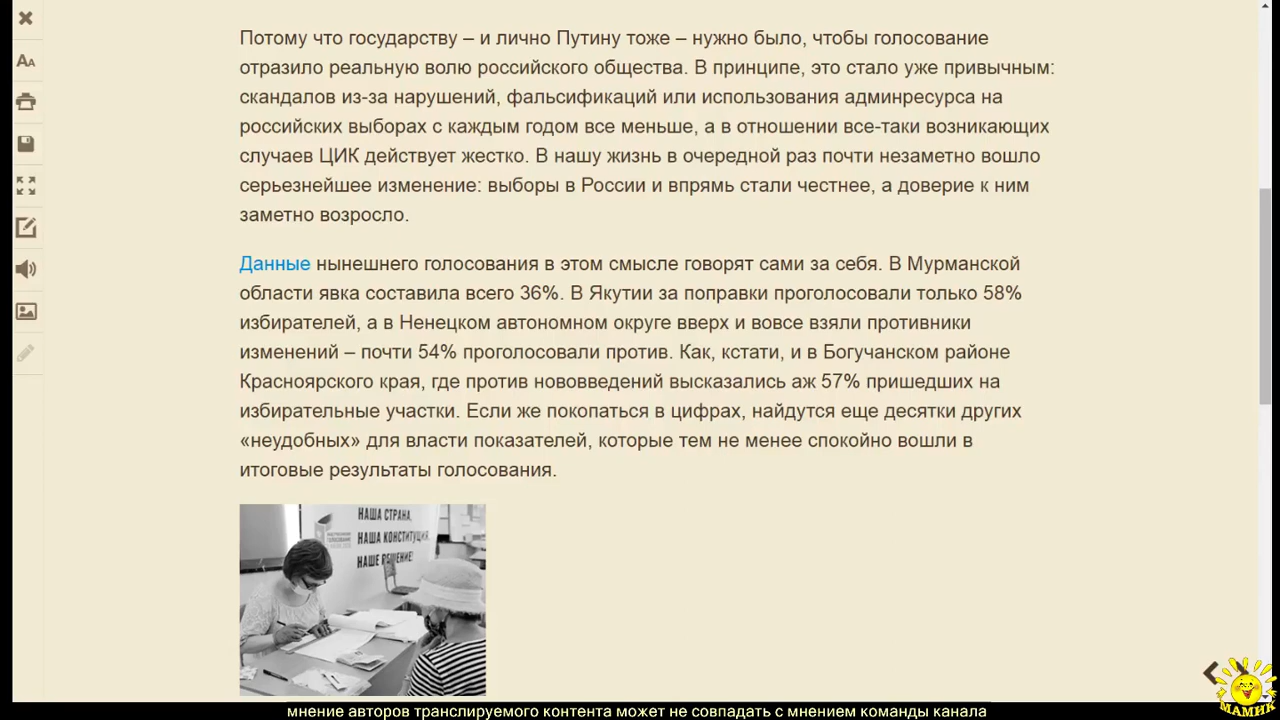 Потому что государству – и лично Путину тоже – нужно было, чтобы голосование
отразило реальную волю российского общества. В принципе, это стало уже привычным:
скандалов из-за нарушений, фальсификаций или использования админресурса на
российских выборах с каждым годом все меньше, а в отношении все-таки возникающих
случаев ЦИК действует жестко. В нашу жизнь в очередной раз почти незаметно вошло
серьезнейшее изменение: выборы в России и впрямь стали честнее, а доверие к ним
заметно возросло.
Данные нынешнего голосования в этом смысле говорят сами за себя. В Мурманской
области явка составила всего 36%. В Якутии за поправки проголосовали только 58%
избирателей, а в Ненецком автономном округе вверх и вовсе взяли противники
изменений – почти 54% проголосовали против. Как, кстати, и в Богучанском районе
Красноярского края, где против нововведений высказались аж 57% пришедших на
избирательные участки. Если же покопаться в цифрах, найдутся еще десятки других
«неудобных» для власти показателей, которые тем не менее спокойно вошли в
итоговые результаты голосования.
НАША СТРАНА,
НАША КОНСТИТУЦИЯ,
НАШЕ РЕШЕНИЕ!
МАМИК
мнение авторов транслируемого контента может не совпадать с мнением команды канала